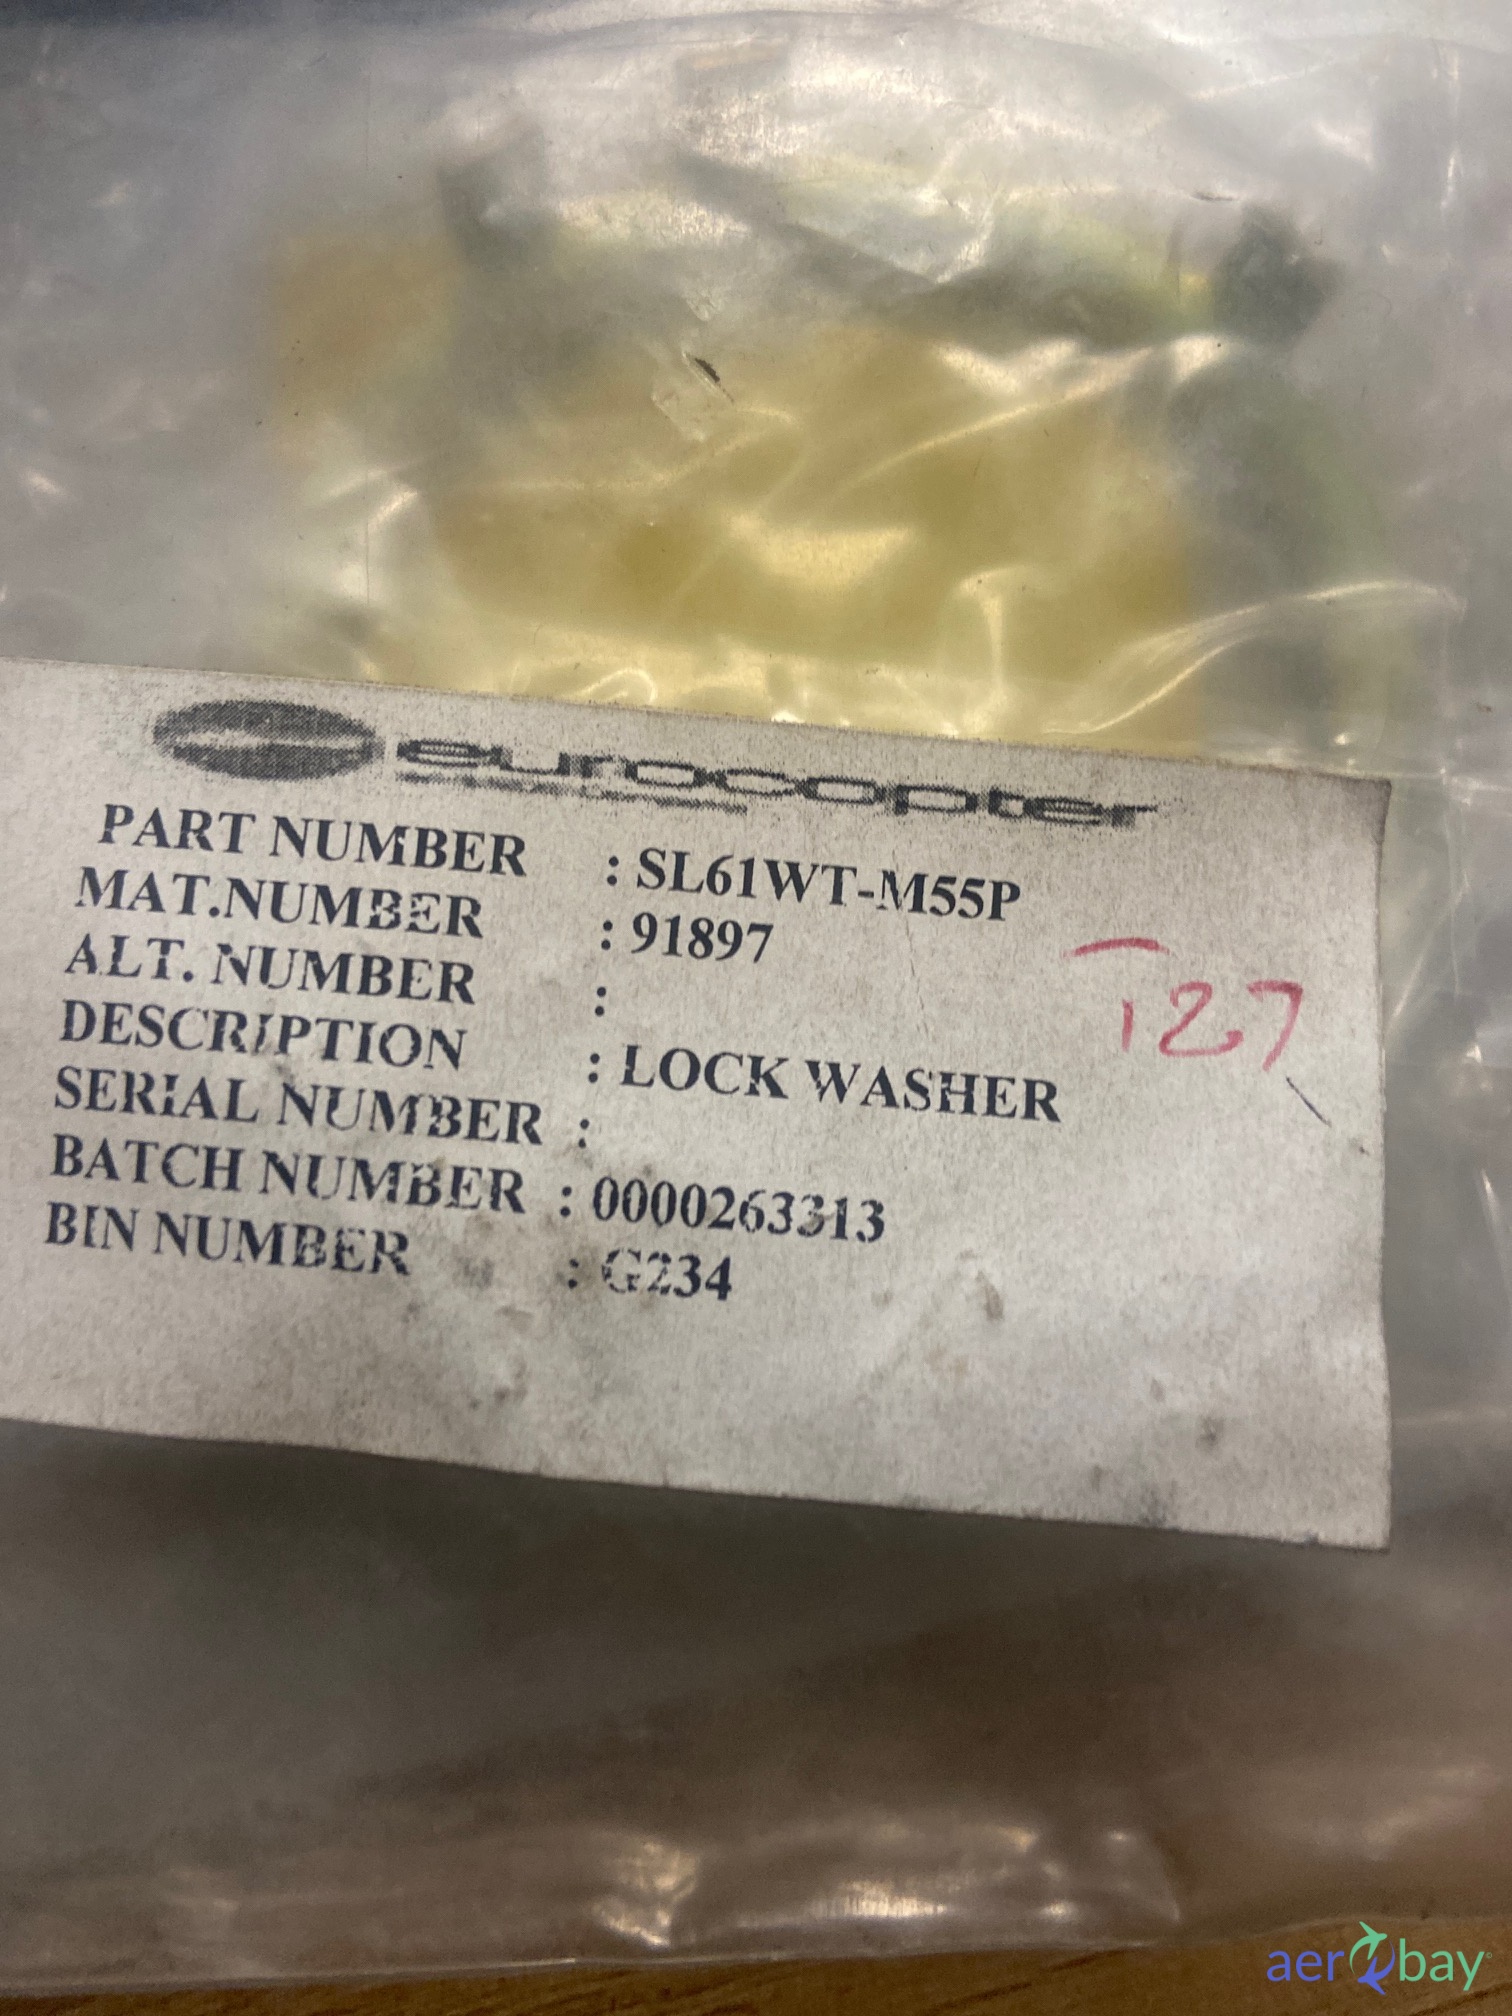 eurocopter
PART NUMBER : SL61WT-M55P
MAT.NUMBER : 91897
ALT. NUMBER :
T27
DESCRIPTION : LOCK WASHER
SERIAL NUMBER :
BATCH NUMBER : 0000263313
BIN NUMBER : G234
aerobay